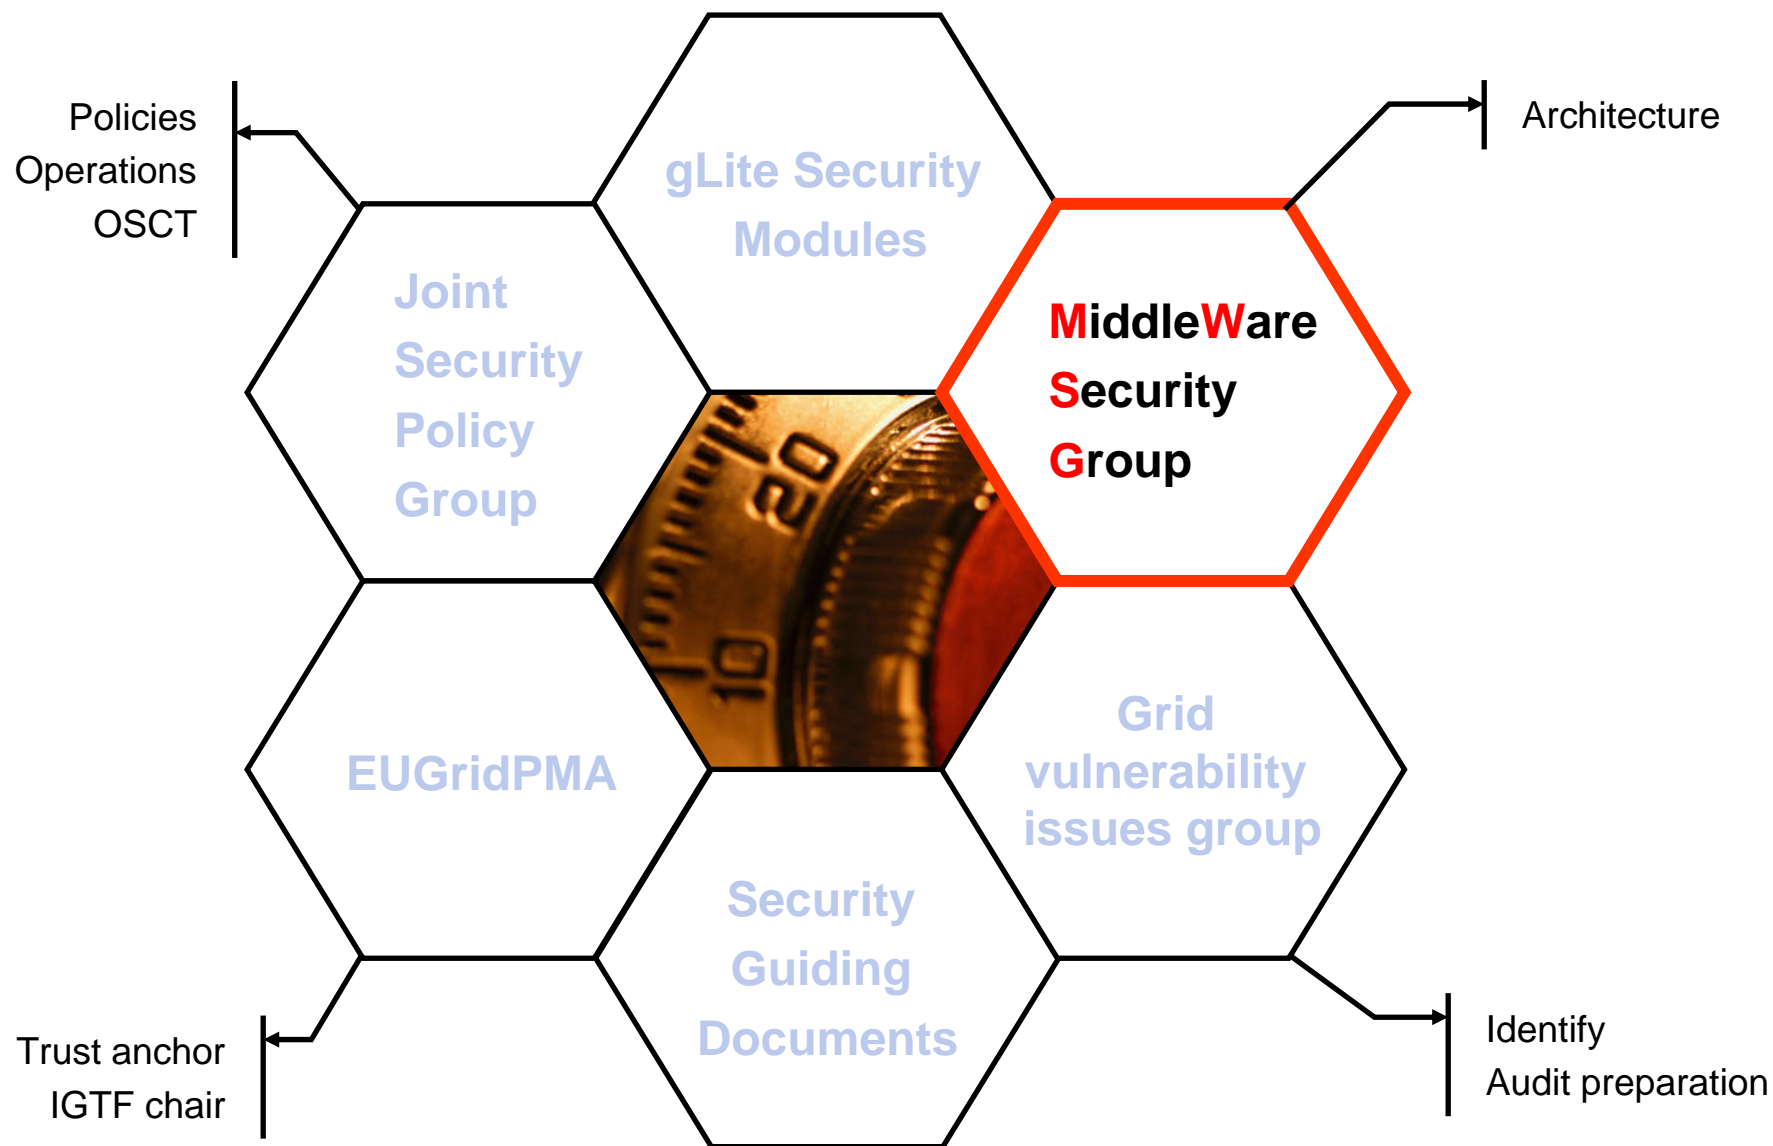 Policies
Operations
OSCT
Architecture
gLite Security
Modules
Joint
Security
Policy
Group
MiddleWare
Security
Group
20
10
EUGridPMA
Grid
vulnerability
issues group
Security
Guiding
Documents
Trust anchor
IGTF chair
Identify
Audit preparation